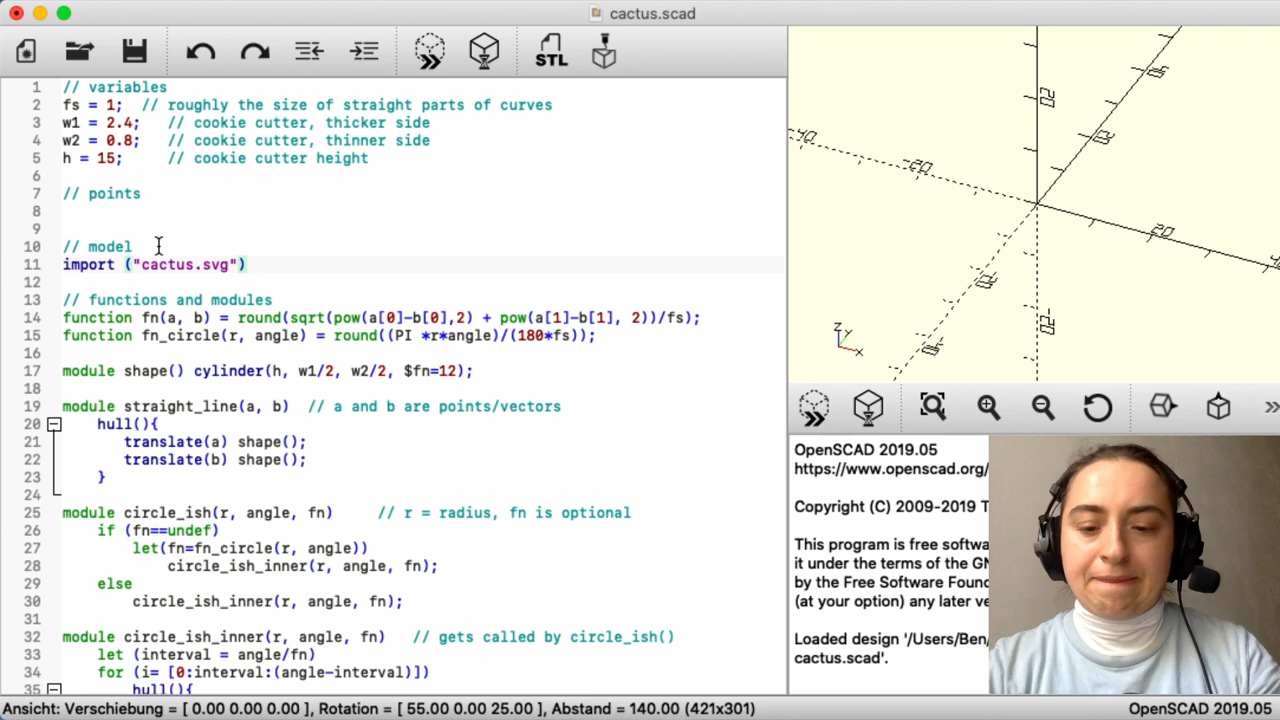 cactus.scad
STL
1 // variables
2 fs = 1;  // roughly the size of straight parts of curves
3 w1 = 2.4;   // cookie cutter, thicker side
4 w2 = 0.8;   // cookie cutter, thinner side
5 h = 15;     // cookie cutter height
6
7 // points
8
9
10 // model
11 import ("cactus.svg")
12
13 // functions and modules
14 function fn(a, b) = round(sqrt(pow(a[0]-b[0],2) + pow(a[1]-b[1], 2))/fs);
15 function fn_circle(r, angle) = round((PI *r*angle)/(180*fs));
16
17 module shape() cylinder(h, w1/2, w2/2, $fn=12);
18
19 module straight_line(a, b)  // a and b are points/vectors
20     hull(){
21        translate(a) shape();
22        translate(b) shape();
23     }
24
25 module circle_ish(r, angle, fn)     // r = radius, fn is optional
26     if (fn==undef)
27         let(fn=fn_circle(r, angle))
28             circle_ish_inner(r, angle, fn);
29     else
30         circle_ish_inner(r, angle, fn);
31
32 module circle_ish_inner(r, angle, fn)   // gets called by circle_ish()
33     let (interval = angle/fn)
34     for (i= [0:interval:(angle-interval)])
35         hull(){
20
-20
20
Z
Y
X
OpenSCAD 2019.05
https://www.openscad.org/
Copyright (C) 2009-2019 T
This program is free softwa
it under the terms of the GN
by the Free Software Foun
(at your option) any later ve
Loaded design '/Users/Ben/
cactus.scad'.
Ansicht: Verschiebung = [ 0.00 0.00 0.00 ], Rotation = [ 55.00 0.00 25.00 ], Abstand = 140.00 (421x301)
OpenSCAD 2019.05